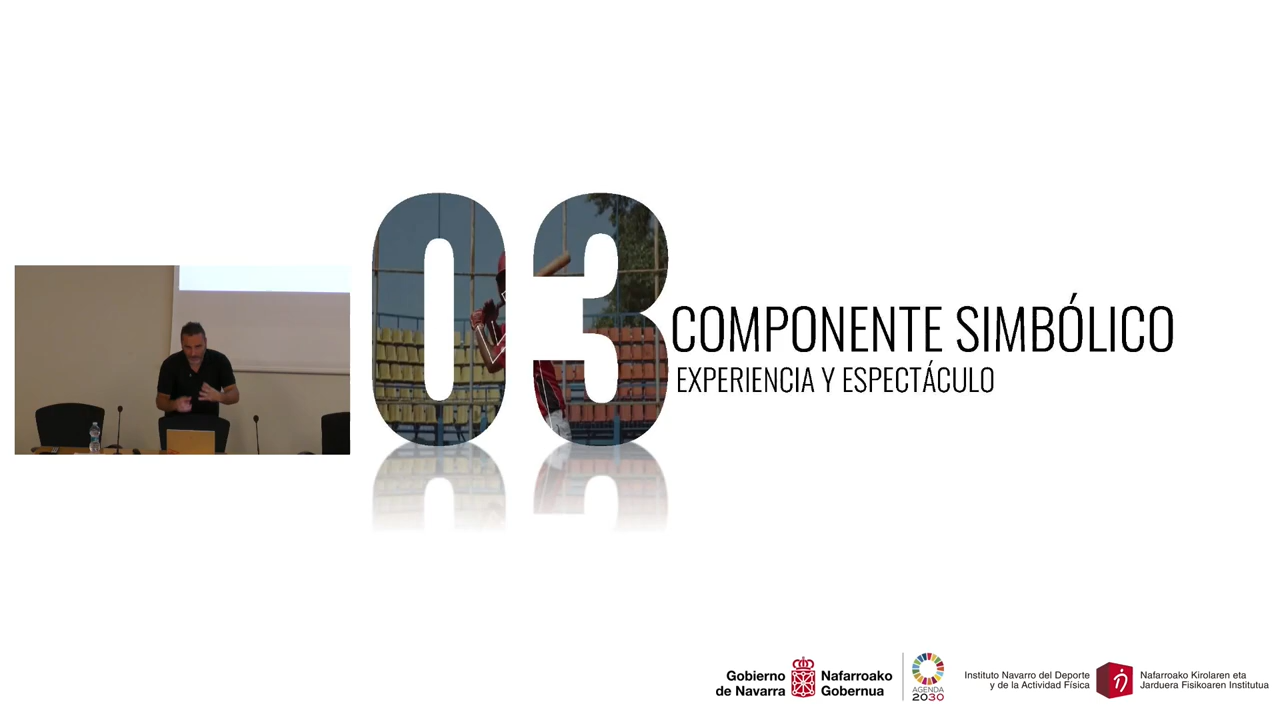 03
COMPONENTE SIMBÓLICO
EXPERIENCIA Y ESPECTÁCULO
Gobierno
de Navarra
Nafarroako
Gobernua
AGENDA
2030
Instituto Navarro del Deporte
y de la Actividad Física
Nafarroako Kirolaren eta
Jarduera Fisikoaren Institutua